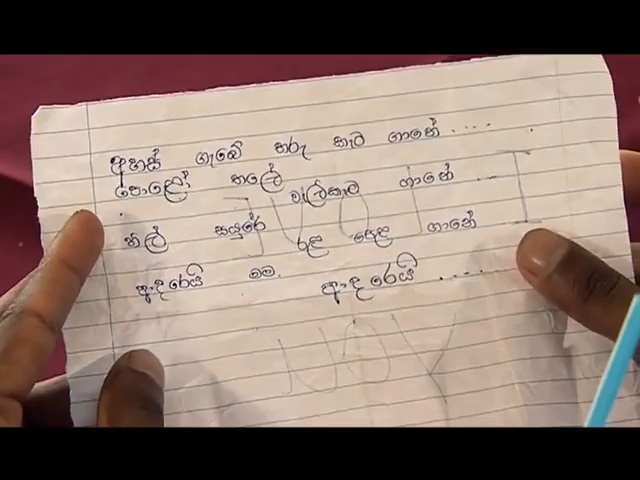 අහස් ගැබේ තරු කැට ගානේ ....
පොළෝ තලේ වැලිකැට ගානේ ...
නිල් සයුරේ රළ පෙළ ගානේ
ආදරෙයි මම ආදරෙයි .....